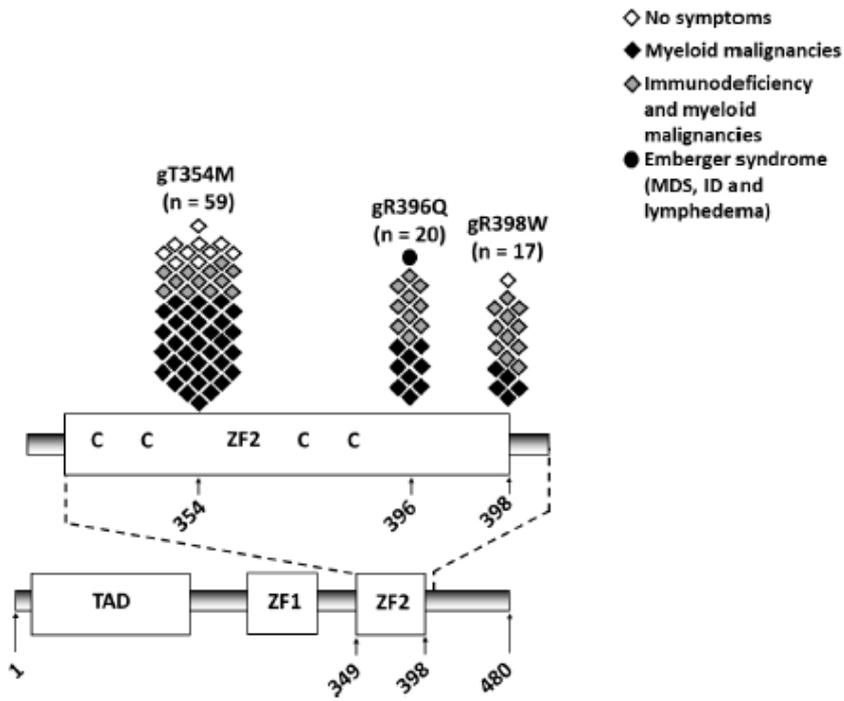 No symptoms
Myeloid malignancies
Immunodeficiency
and myeloid
malignancies
Emberger syndrome
(MDS, ID and
lymphedema)
gT354M
(n = 59)
gR396Q
(n = 20)
gR398W
(n = 17)
C C ZF2 C C
354 396 398
TAD ZF1 ZF2
1 349 398 480